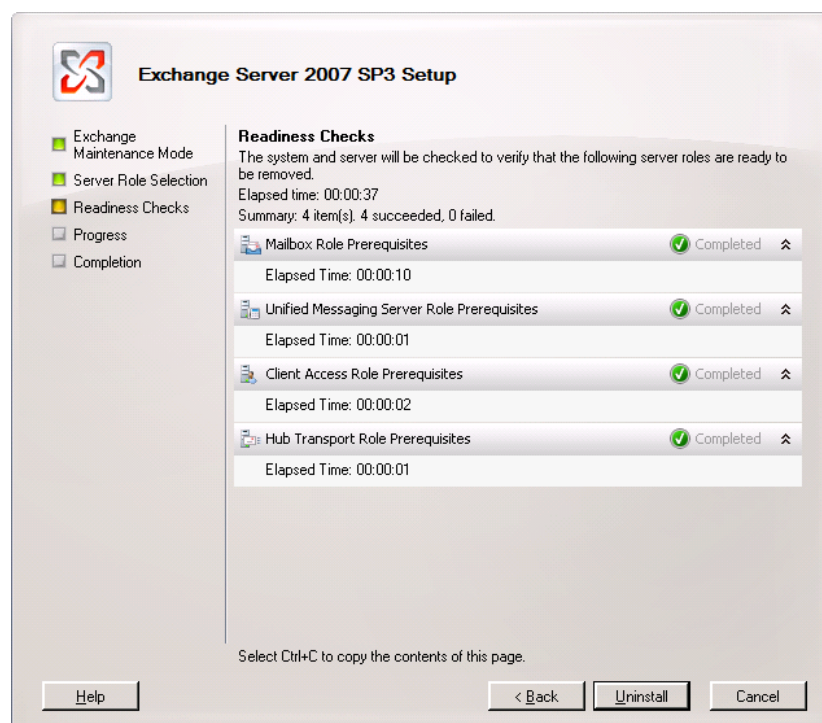 Exchange Server 2007 SP3 Setup
Exchange
Maintenance Mode
Server Role Selection
Readiness Checks
Progress
Completion
Readiness Checks
The system and server will be checked to verify that the following server roles are ready to
be removed.
Elapsed time: 00:00:37
Summary: 4 item(s). 4 succeeded, 0 failed.
Mailbox Role Prerequisites Completed
Elapsed Time: 00:00:10
Unified Messaging Server Role Prerequisites Completed
Elapsed Time: 00:00:01
Client Access Role Prerequisites Completed
Elapsed Time: 00:00:02
Hub Transport Role Prerequisites Completed
Elapsed Time: 00:00:01
Select Ctrl+C to copy the contents of this page.
Help < Back Uninstall Cancel